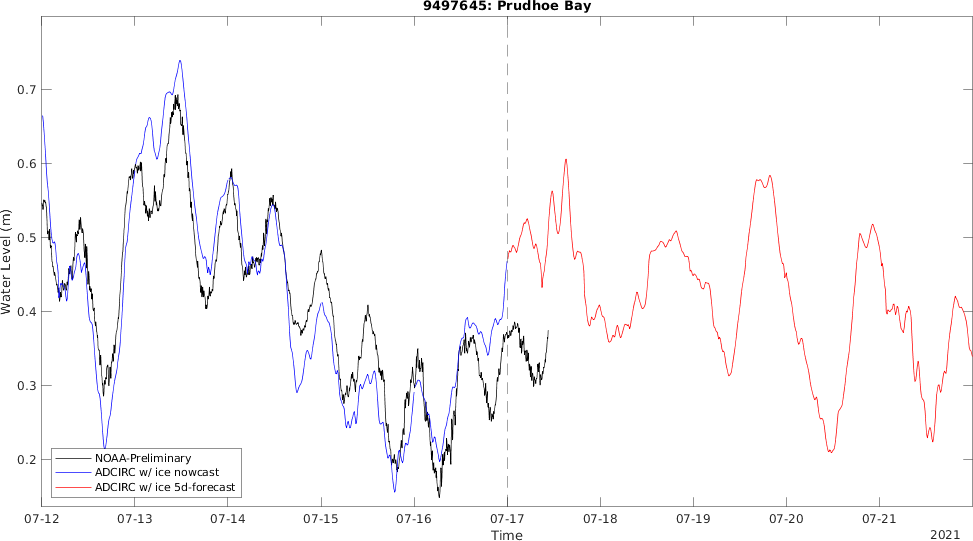 9497645: Prudhoe Bay
Water Level (m)
0.7
0.6
0.5
0.4
0.3
0.2
NOAA-Preliminary
ADCIRC w/ ice nowcast
ADCIRC w/ ice 5d-forecast
07-12 07-13 07-14 07-15 07-16 07-17 07-18 07-19 07-20 07-21
Time
2021